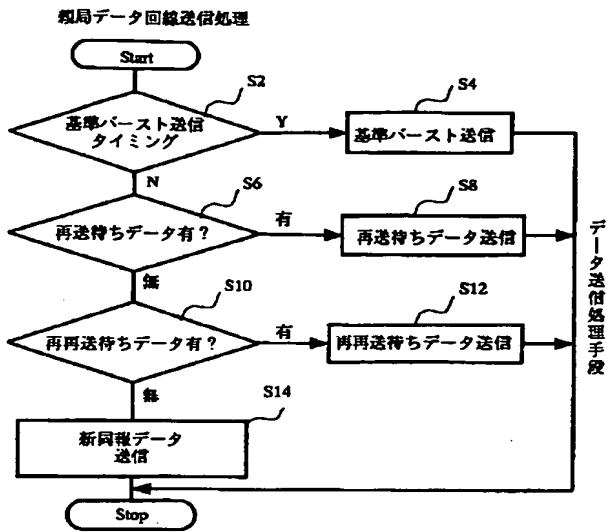 親局データ回線送信処理
Start
S2
基準バースト送信
タイミング
Y
S4
基準バースト送信
N
S6
再送待ちデータ有？
有
S8
再送待ちデータ送信
無
S10
再再送待ちデータ有？
有
S12
再再送待ちデータ送信
無
S14
新同報データ
送信
Stop
データ送信処理手段